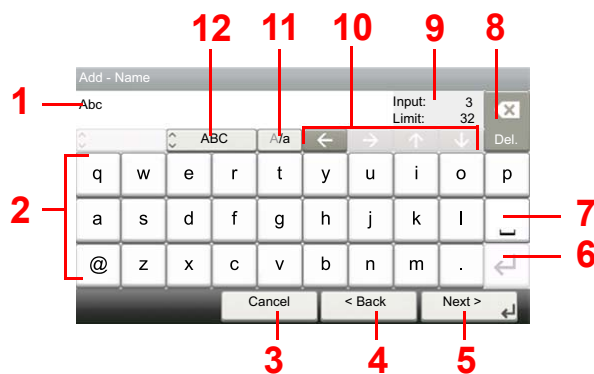 12 11 10 9 8
Add - Name
1 Abc Input: 3
Limit: 32
ABC A/a ← → ↑ ↓ Del.
2 q w e r t y u i o p
a s d f g h j k l 7
@ z x c v b n m . 6
Cancel < Back Next >
3 4 5